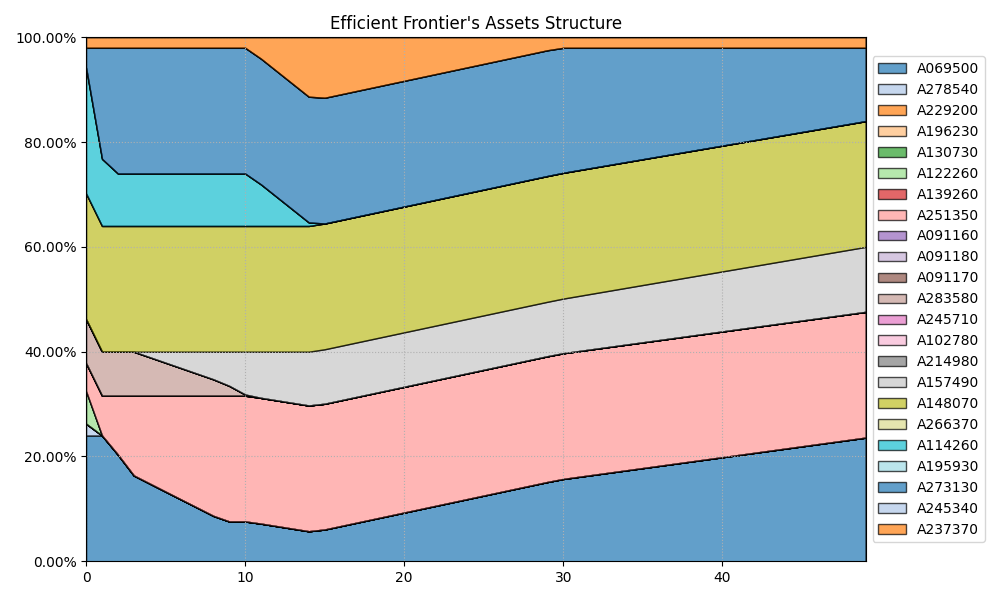 Efficient Frontier's Assets Structure
100.00%
80.00%
60.00%
40.00%
20.00%
0.00%
0
10
20
30
40
A069500
A278540
A229200
A196230
A130730
A122260
A139260
A251350
A091160
A091180
A091170
A283580
A245710
A102780
A214980
A157490
A148070
A266370
A114260
A195930
A273130
A245340
A237370